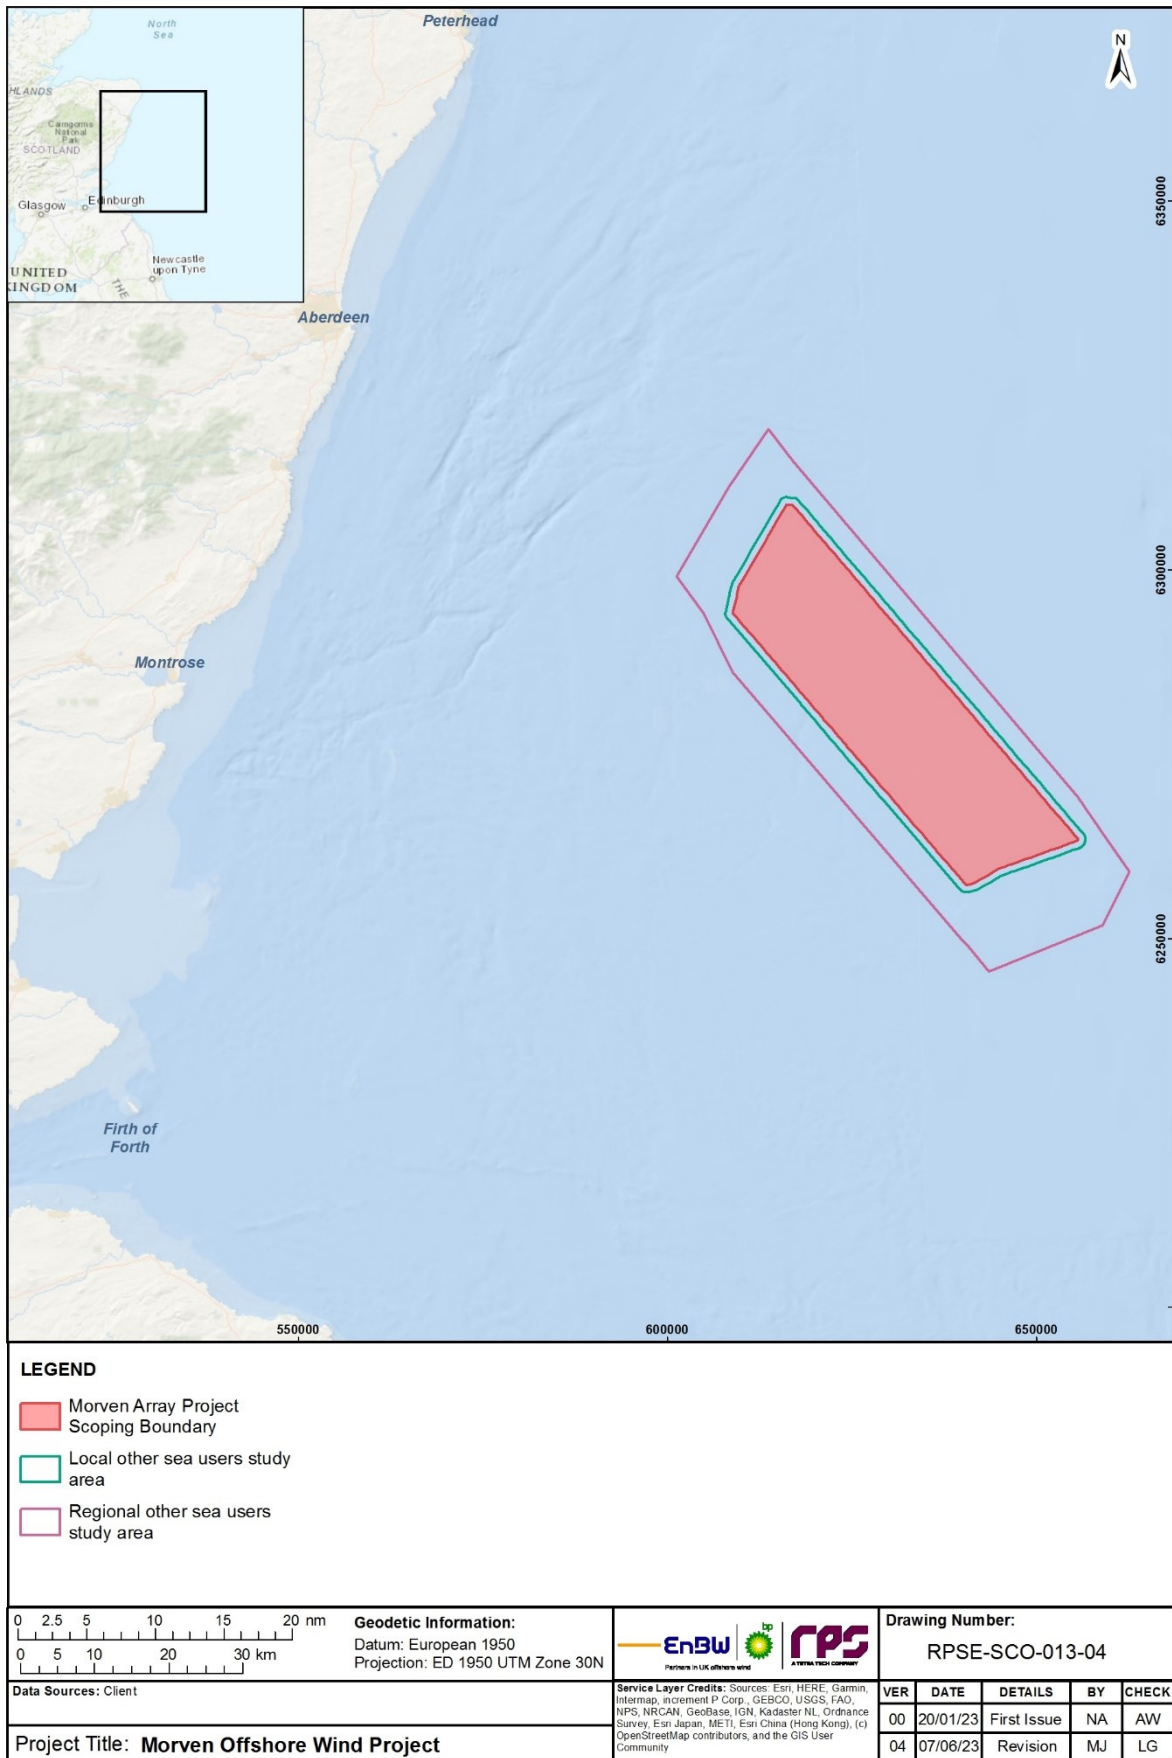 Peterhead
North
Sea
N
HLANDS
Cairngorms
National
Park
SCOTLAND
Glasgow
Edinburgh
Newcastle
upon Tyne
UNITED
KINGDOM
THE
Aberdeen
Montrose
Firth of
Forth
6350000
6300000
6250000
550000
600000
650000
LEGEND
Morven Array Project
Scoping Boundary
Local other sea users study
area
Regional other sea users
study area
0 2.5 5 10 15 20 nm
0 5 10 20 30 km
Geodetic Information:
Datum: European 1950
Projection: ED 1950 UTM Zone 30N
EnBW
Partners in UK offshore wind
bp
rps
A TETRA TECH COMPANY
Drawing Number:
RPSE-SCO-013-04
Data Sources: Client
Project Title: Morven Offshore Wind Project
Service Layer Credits: Sources: Esri, HERE, Garmin,
Intermap, increment P Corp., GEBCO, USGS, FAO,
NPS, NRCAN, GeoBase, IGN, Kadaster NL, Ordnance
Survey, Esri Japan, METI, Esri China (Hong Kong), (c)
OpenStreetMap contributors, and the GIS User
Community
VER DATE DETAILS BY CHECK
00 20/01/23 First Issue NA AW
04 07/06/23 Revision MJ LG